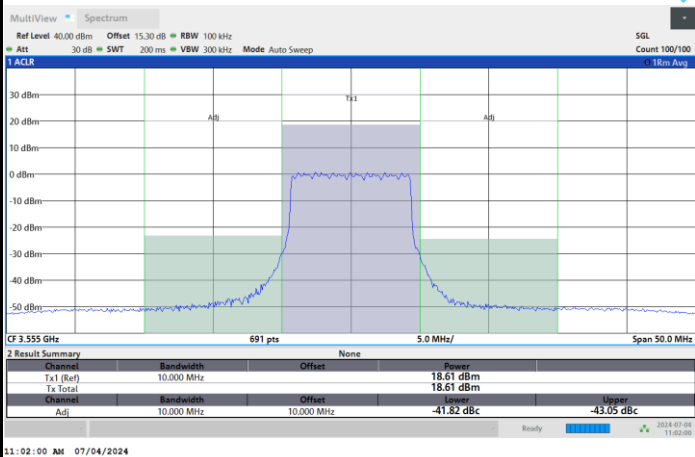 MultiView Spectrum
Ref Level 40.00 dBm Offset 15.30 dB RBW 100 kHz SGL
Att 30 dB SWT 200 ms VBW 300 kHz Mode Auto Sweep Count 100/100
1 ACLR 1Rm Avg
30 dBm
Tx1
20 dBm
Adj Adj
10 dBm
0 dBm
-10 dBm
-20 dBm
-30 dBm
-40 dBm
-50 dBm
CF 3.555 GHz 691 pts 5.0 MHz/ Span 50.0 MHz
2 Result Summary None
Channel Bandwidth Offset Power
Tx1 (Ref) 10.000 MHz 18.61 dBm
Tx Total 18.61 dBm
Channel Bandwidth Offset Lower Upper
Adj 10.000 MHz 10.000 MHz -41.82 dBc -43.05 dBc
Ready 2024-07-04
11:02:00
11:02:00 AM 07/04/2024